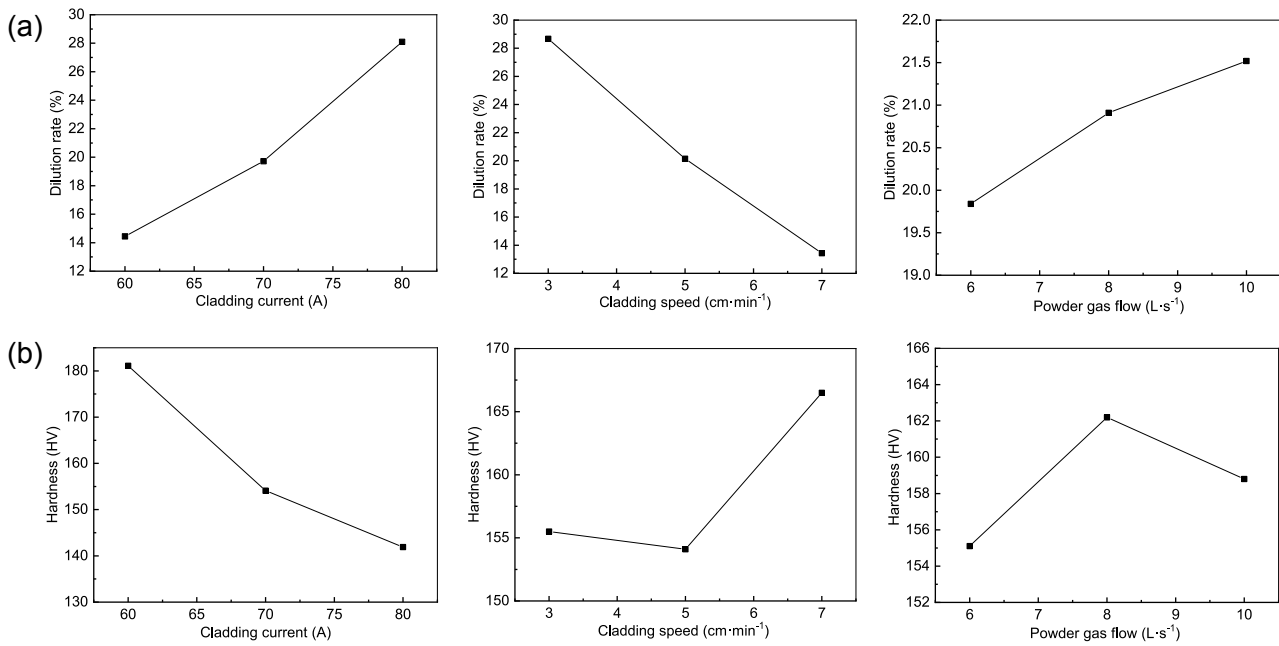 (a)
30
28
26
24
22
20
18
16
14
12
60 65 70 75 80
Dilution rate (%)
Cladding current (A)
30
28
26
24
22
20
18
16
14
12
3 4 5 6 7
Dilution rate (%)
Cladding speed (cm·min⁻¹)
22.0
21.5
21.0
20.5
20.0
19.5
19.0
6 7 8 9 10
Dilution rate (%)
Powder gas flow (L·s⁻¹)
(b)
180
170
160
150
140
130
60 65 70 75 80
Hardness (HV)
Cladding current (A)
170
165
160
155
150
3 4 5 6 7
Hardness (HV)
Cladding speed (cm·min⁻¹)
166
164
162
160
158
156
154
152
6 7 8 9 10
Hardness (HV)
Powder gas flow (L·s⁻¹)